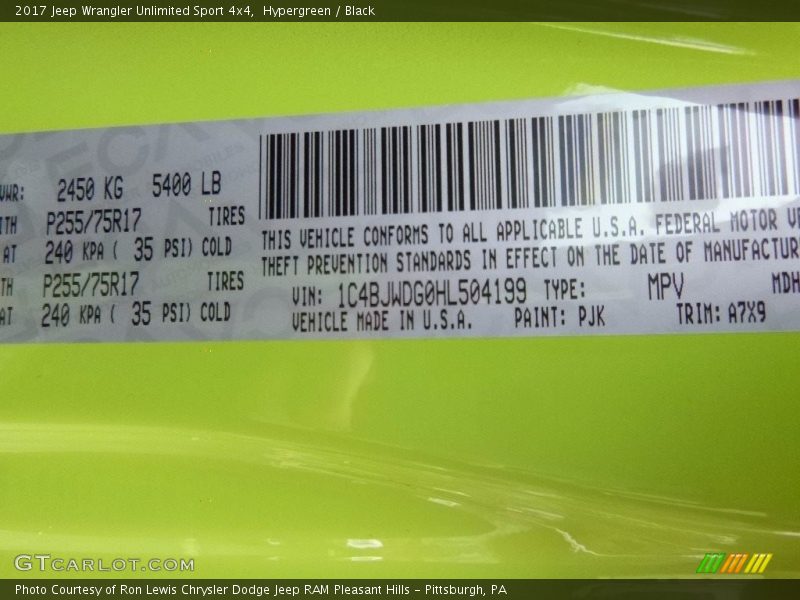 2017 Jeep Wrangler Unlimited Sport 4x4, Hypergreen / Black
2450 KG 5400 LB
P255/75R17 TIRES
AT 240 KPA ( 35 PSI) COLD
P255/75R17 TIRES
AT 240 KPA ( 35 PSI) COLD
THIS VEHICLE CONFORMS TO ALL APPLICABLE U.S.A. FEDERAL MOTOR
THEFT PREVENTION STANDARDS IN EFFECT ON THE DATE OF MANUFACTUR
VIN: 1C4BJWDG0HL504199 TYPE: MPV MDH
VEHICLE MADE IN U.S.A. PAINT: PJK TRIM: A7X9
GTCARLOT.COM
Photo Courtesy of Ron Lewis Chrysler Dodge Jeep RAM Pleasant Hills - Pittsburgh, PA